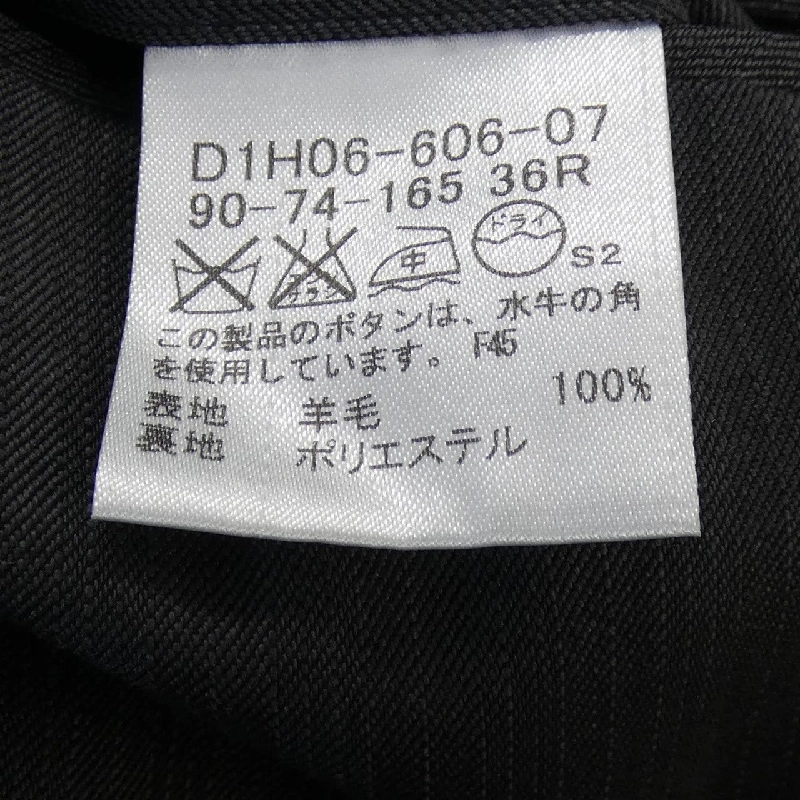 D1H06-606-07
90-74-165 36R
中 ドライ S2
この製品のボタンは、水牛の角
を使用しています。 F45
表地 羊毛 100%
裏地 ポリエステル